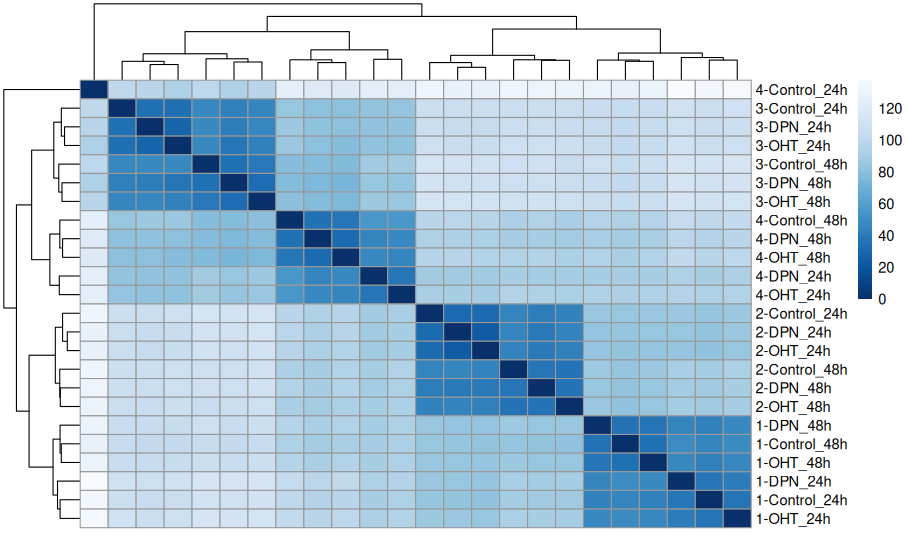 4-Control_24h
3-Control_24h
3-DPN_24h
3-OHT_24h
3-Control_48h
3-DPN_48h
3-OHT_48h
4-Control_48h
4-DPN_48h
4-OHT_48h
4-DPN_24h
4-OHT_24h
2-Control_24h
2-DPN_24h
2-OHT_24h
2-Control_48h
2-DPN_48h
2-OHT_48h
1-DPN_48h
1-Control_48h
1-OHT_48h
1-DPN_24h
1-Control_24h
1-OHT_24h
120
100
80
60
40
20
0